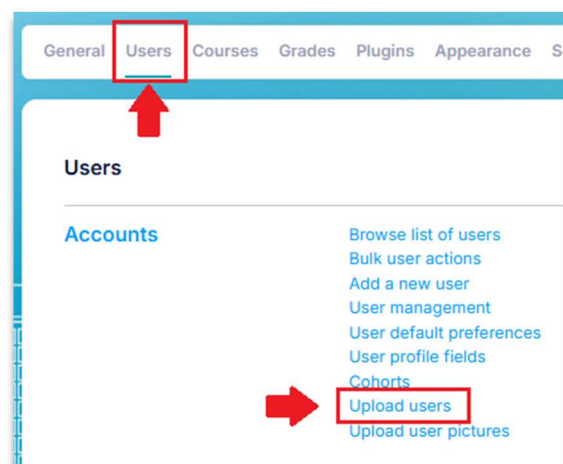 General Users Courses Grades Plugins Appearance
Users
Accounts
Browse list of users
Bulk user actions
Add a new user
User management
User default preferences
User profile fields
Cohorts
Upload users
Upload user pictures